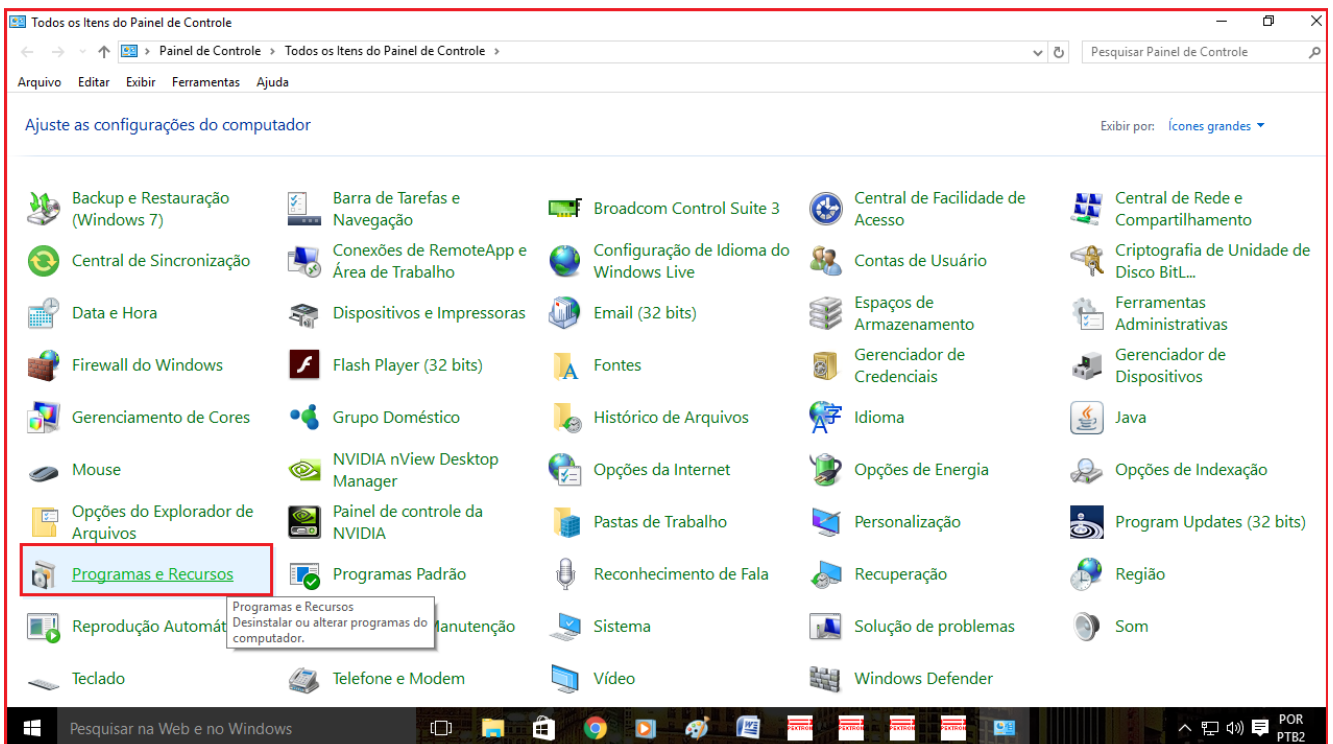 Todos os Itens do Painel de Controle
Painel de Controle > Todos os Itens do Painel de Controle >
Pesquisar Painel de Controle
Arquivo Editar Exibir Ferramentas Ajuda
Ajuste as configurações do computador
Exibir por: Ícones grandes
Backup e Restauração
(Windows 7)
Barra de Tarefas e
Navegação
Broadcom Control Suite 3
Central de Facilidade de
Acesso
Central de Rede e
Compartilhamento
Central de Sincronização
Conexões de RemoteApp e
Área de Trabalho
Configuração de Idioma do
Windows Live
Contas de Usuário
Criptografia de Unidade de
Disco BitL...
Data e Hora
Dispositivos e Impressoras
Email (32 bits)
Espaços de
Armazenamento
Ferramentas
Administrativas
Firewall do Windows
Flash Player (32 bits)
Fontes
Gerenciador de
Credenciais
Gerenciador de
Dispositivos
Gerenciamento de Cores
Grupo Doméstico
Histórico de Arquivos
Idioma
Java
Mouse
NVIDIA nView Desktop
Manager
Opções da Internet
Opções de Energia
Opções de Indexação
Opções do Explorador de
Arquivos
Painel de controle da
NVIDIA
Pastas de Trabalho
Personalização
Program Updates (32 bits)
Programas e Recursos
Programas Padrão
Reconhecimento de Fala
Recuperação
Região
Programas e Recursos
Desinstalar ou alterar programas do
computador.
Reprodução Automát
Manutenção
Sistema
Solução de problemas
Som
Teclado
Telefone e Modem
Vídeo
Windows Defender
Pesquisar na Web e no Windows
POR
PTB2